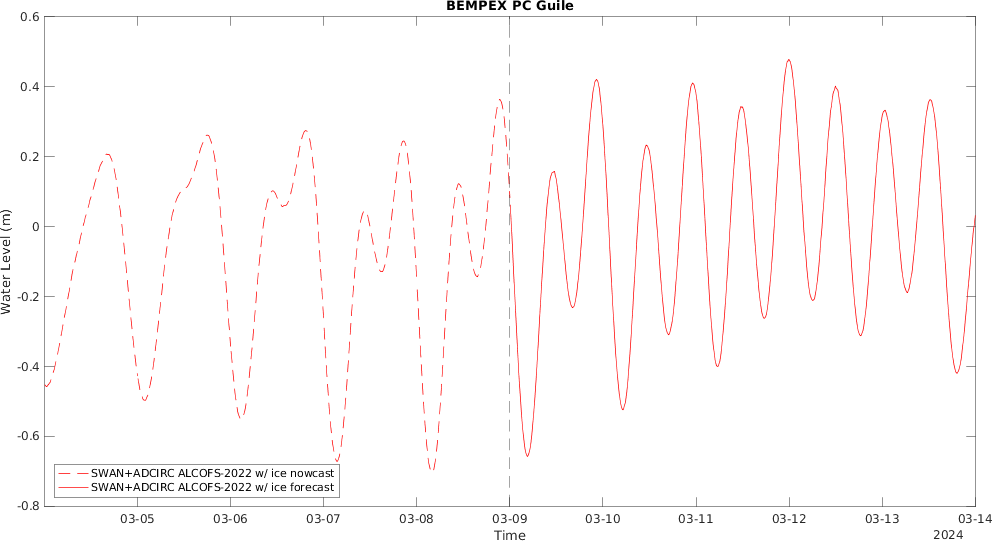 BEMPEX PC Guile
0.6
0.4
0.2
0
-0.2
-0.4
-0.6
-0.8
Water Level (m)
SWAN+ADCIRC ALCOFS-2022 w/ ice nowcast
SWAN+ADCIRC ALCOFS-2022 w/ ice forecast
03-05 03-06 03-07 03-08 03-09 03-10 03-11 03-12 03-13 03-14
Time
2024